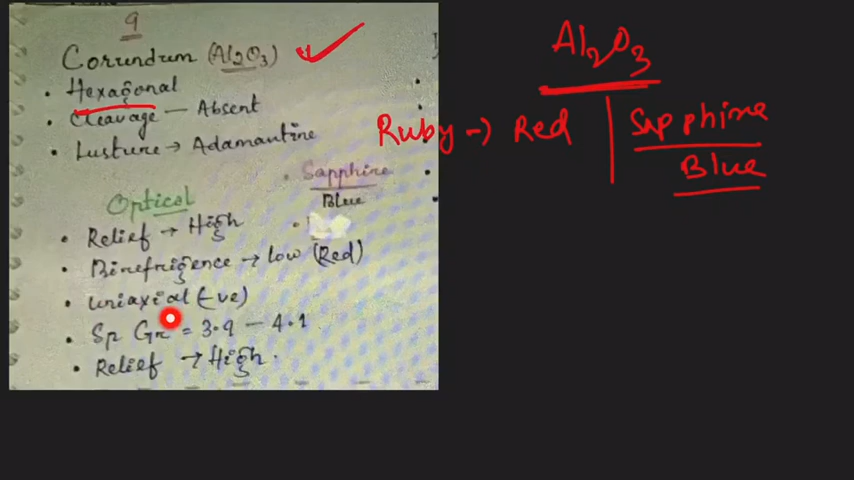 9
Corundum (Al2O3)
• Hexagonal
• Cleavage — Absent
• Lusture → Adamantine
Optical
• Relief → High
• Birefrigence → low (Red)
• Uniaxial (-ve)
• Sp Gr = 3.9 — 4.1
• Relief → High.
• Sapphire
Blue
Al2O3
Ruby → Red
Sapphire
Blue